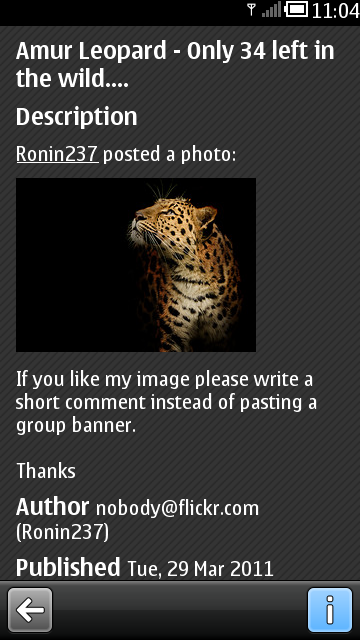 11:04
Amur Leopard - Only 34 left in
the wild....
Description
Ronin237 posted a photo:
If you like my image please write a
short comment instead of pasting a
group banner.
Thanks
Author nobody@flickr.com
(Ronin237)
Published Tue, 29 Mar 2011